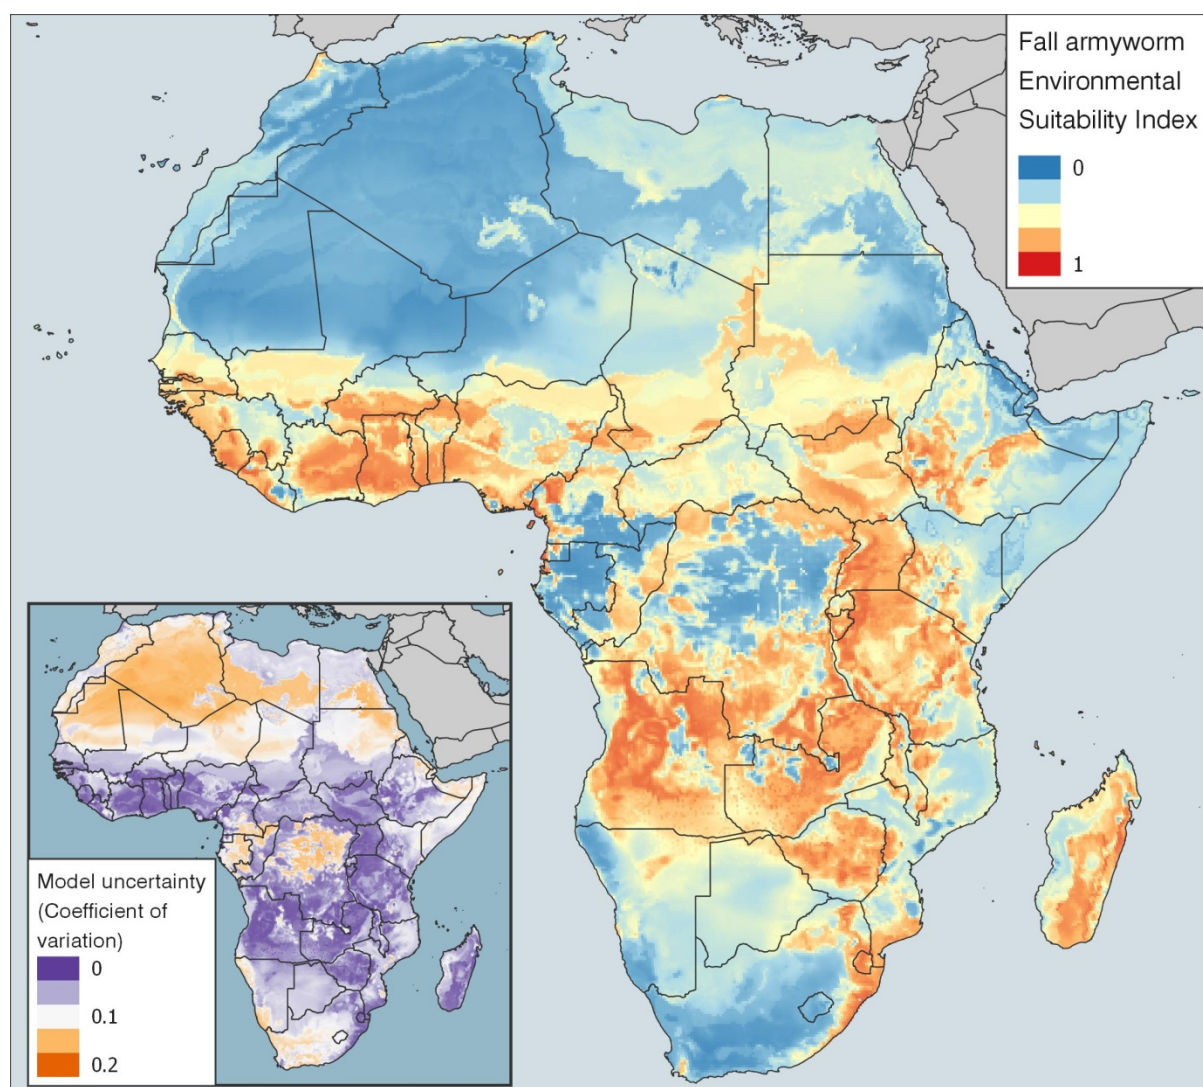 Fall armyworm
Environmental
Suitability Index
0
1
Model uncertainty
(Coefficient of
variation)
0
0.1
0.2